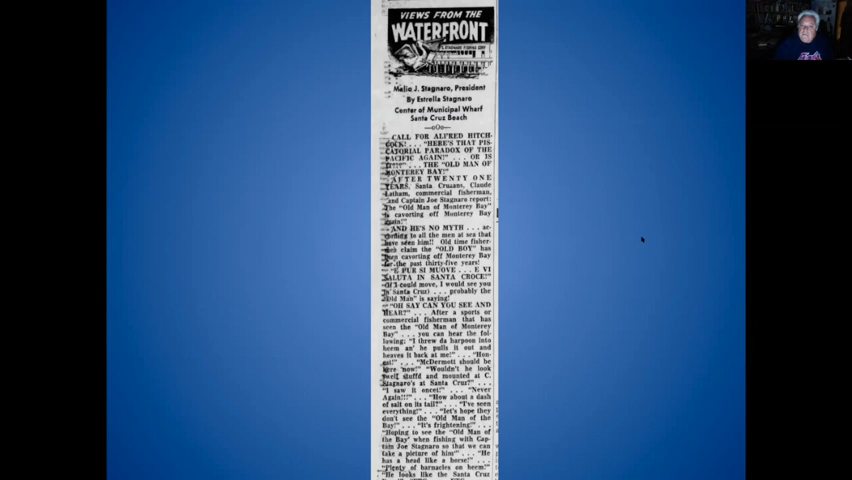 VIEWS FROM THE
WATERFRONT
Malio J. Stagnaro, President
By Estrella Stagnaro
Center of Municipal Wharf
Santa Cruz Beach
—oOo—
CALL FOR ALFRED HITCH-
COCK! . . . "HERE'S THAT PIS-
CATORIAL PARADOX OF THE
PACIFIC AGAIN!" . . . OR IS
. . . THE "OLD MAN OF
MONTEREY BAY!"
AFTER TWENTY ONE
YEARS, Santa Cruzans, Claude
Latham, commercial fisherman,
and Captain Joe Stagnaro report:
The "Old Man of Monterey Bay"
is cavorting off Monterey Bay
again!"
AND HE'S NO MYTH . . . ac-
cording to all the men at sea that
have seen him!! Old time fisher-
men claim the "OLD BOY" has
been cavorting off Monterey Bay
for the past thirty-five years!
"E PUR SI MUOVE . . . E VI
SALUTA IN SANTA CROCE!"
(If I could move, I would see you
in Santa Cruz) . . . probably the
Old Man" is saying!
"OH SAY CAN YOU SEE AND
HEAR?" . . . After a sports or
commercial fisherman that has
seen the "Old Man of Monterey
Bay" . . . you can hear the fol-
lowing: "I threw da harpoon into
heem an' he pulls it out and
heaves it back at me!" . . . "Hon-
est!" . . . "McDermott should be
here now!" "Wouldn't he look
well stuffd and mounted at C.
Stagnaro's at Santa Cruz?" . . .
"I saw it oncet!" . . . "Never
Again!!!" . . . "How about a dash
of salt on its tail?" . . . "I've seen
everything!" . . . "let's hope they
don't see the "Old Man of the
Bay!" . . . "It's frightening!" . . .
"Hoping to see the "Old Man of
the Bay' when fishing with Cap-
tain Joe Stagnaro so that we can
take a picture of him" . . . "He
has a head like a horse!" . . .
"Plenty of barnacles on heem!"
"He looks like the Santa Cruz